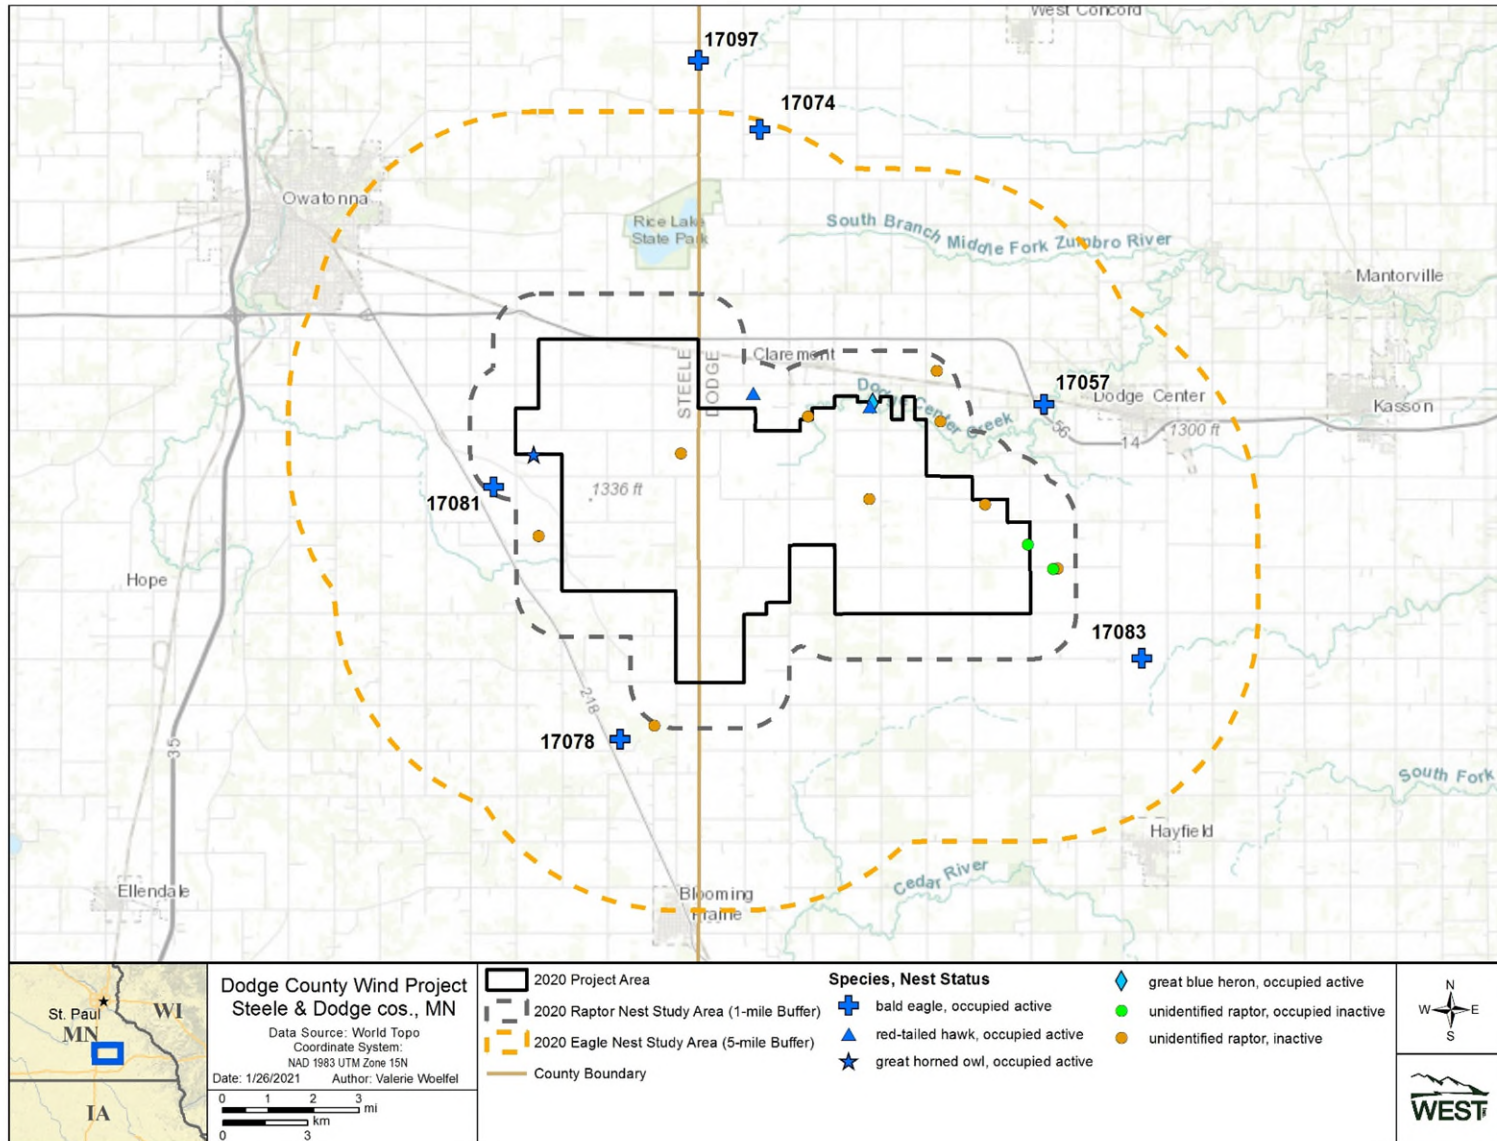 West Concord
17097
17074
Owatonna
Rice Lake
State Park
South Branch Middle Fork Zumbro River
Mantorville
STEELE
DODGE
Claremont
17057
Dodge Center
Dodge Center Creek
Kasson
56
14
1300 ft
17081
1336 ft
Hope
17083
218
17078
35
South Fork
Hayfield
Cedar River
Ellendale
Blooming
Prairie
St. Paul
MN
WI
IA
Dodge County Wind Project
Steele & Dodge cos., MN
Data Source: World Topo
Coordinate System:
NAD 1983 UTM Zone 15N
Date: 1/26/2021 Author: Valerie Woelfel
0 1 2 3 mi
km
0 3
2020 Project Area
2020 Raptor Nest Study Area (1-mile Buffer)
2020 Eagle Nest Study Area (5-mile Buffer)
County Boundary
Species, Nest Status
bald eagle, occupied active
red-tailed hawk, occupied active
great horned owl, occupied active
great blue heron, occupied active
unidentified raptor, occupied inactive
unidentified raptor, inactive
N
W E
S
WEST